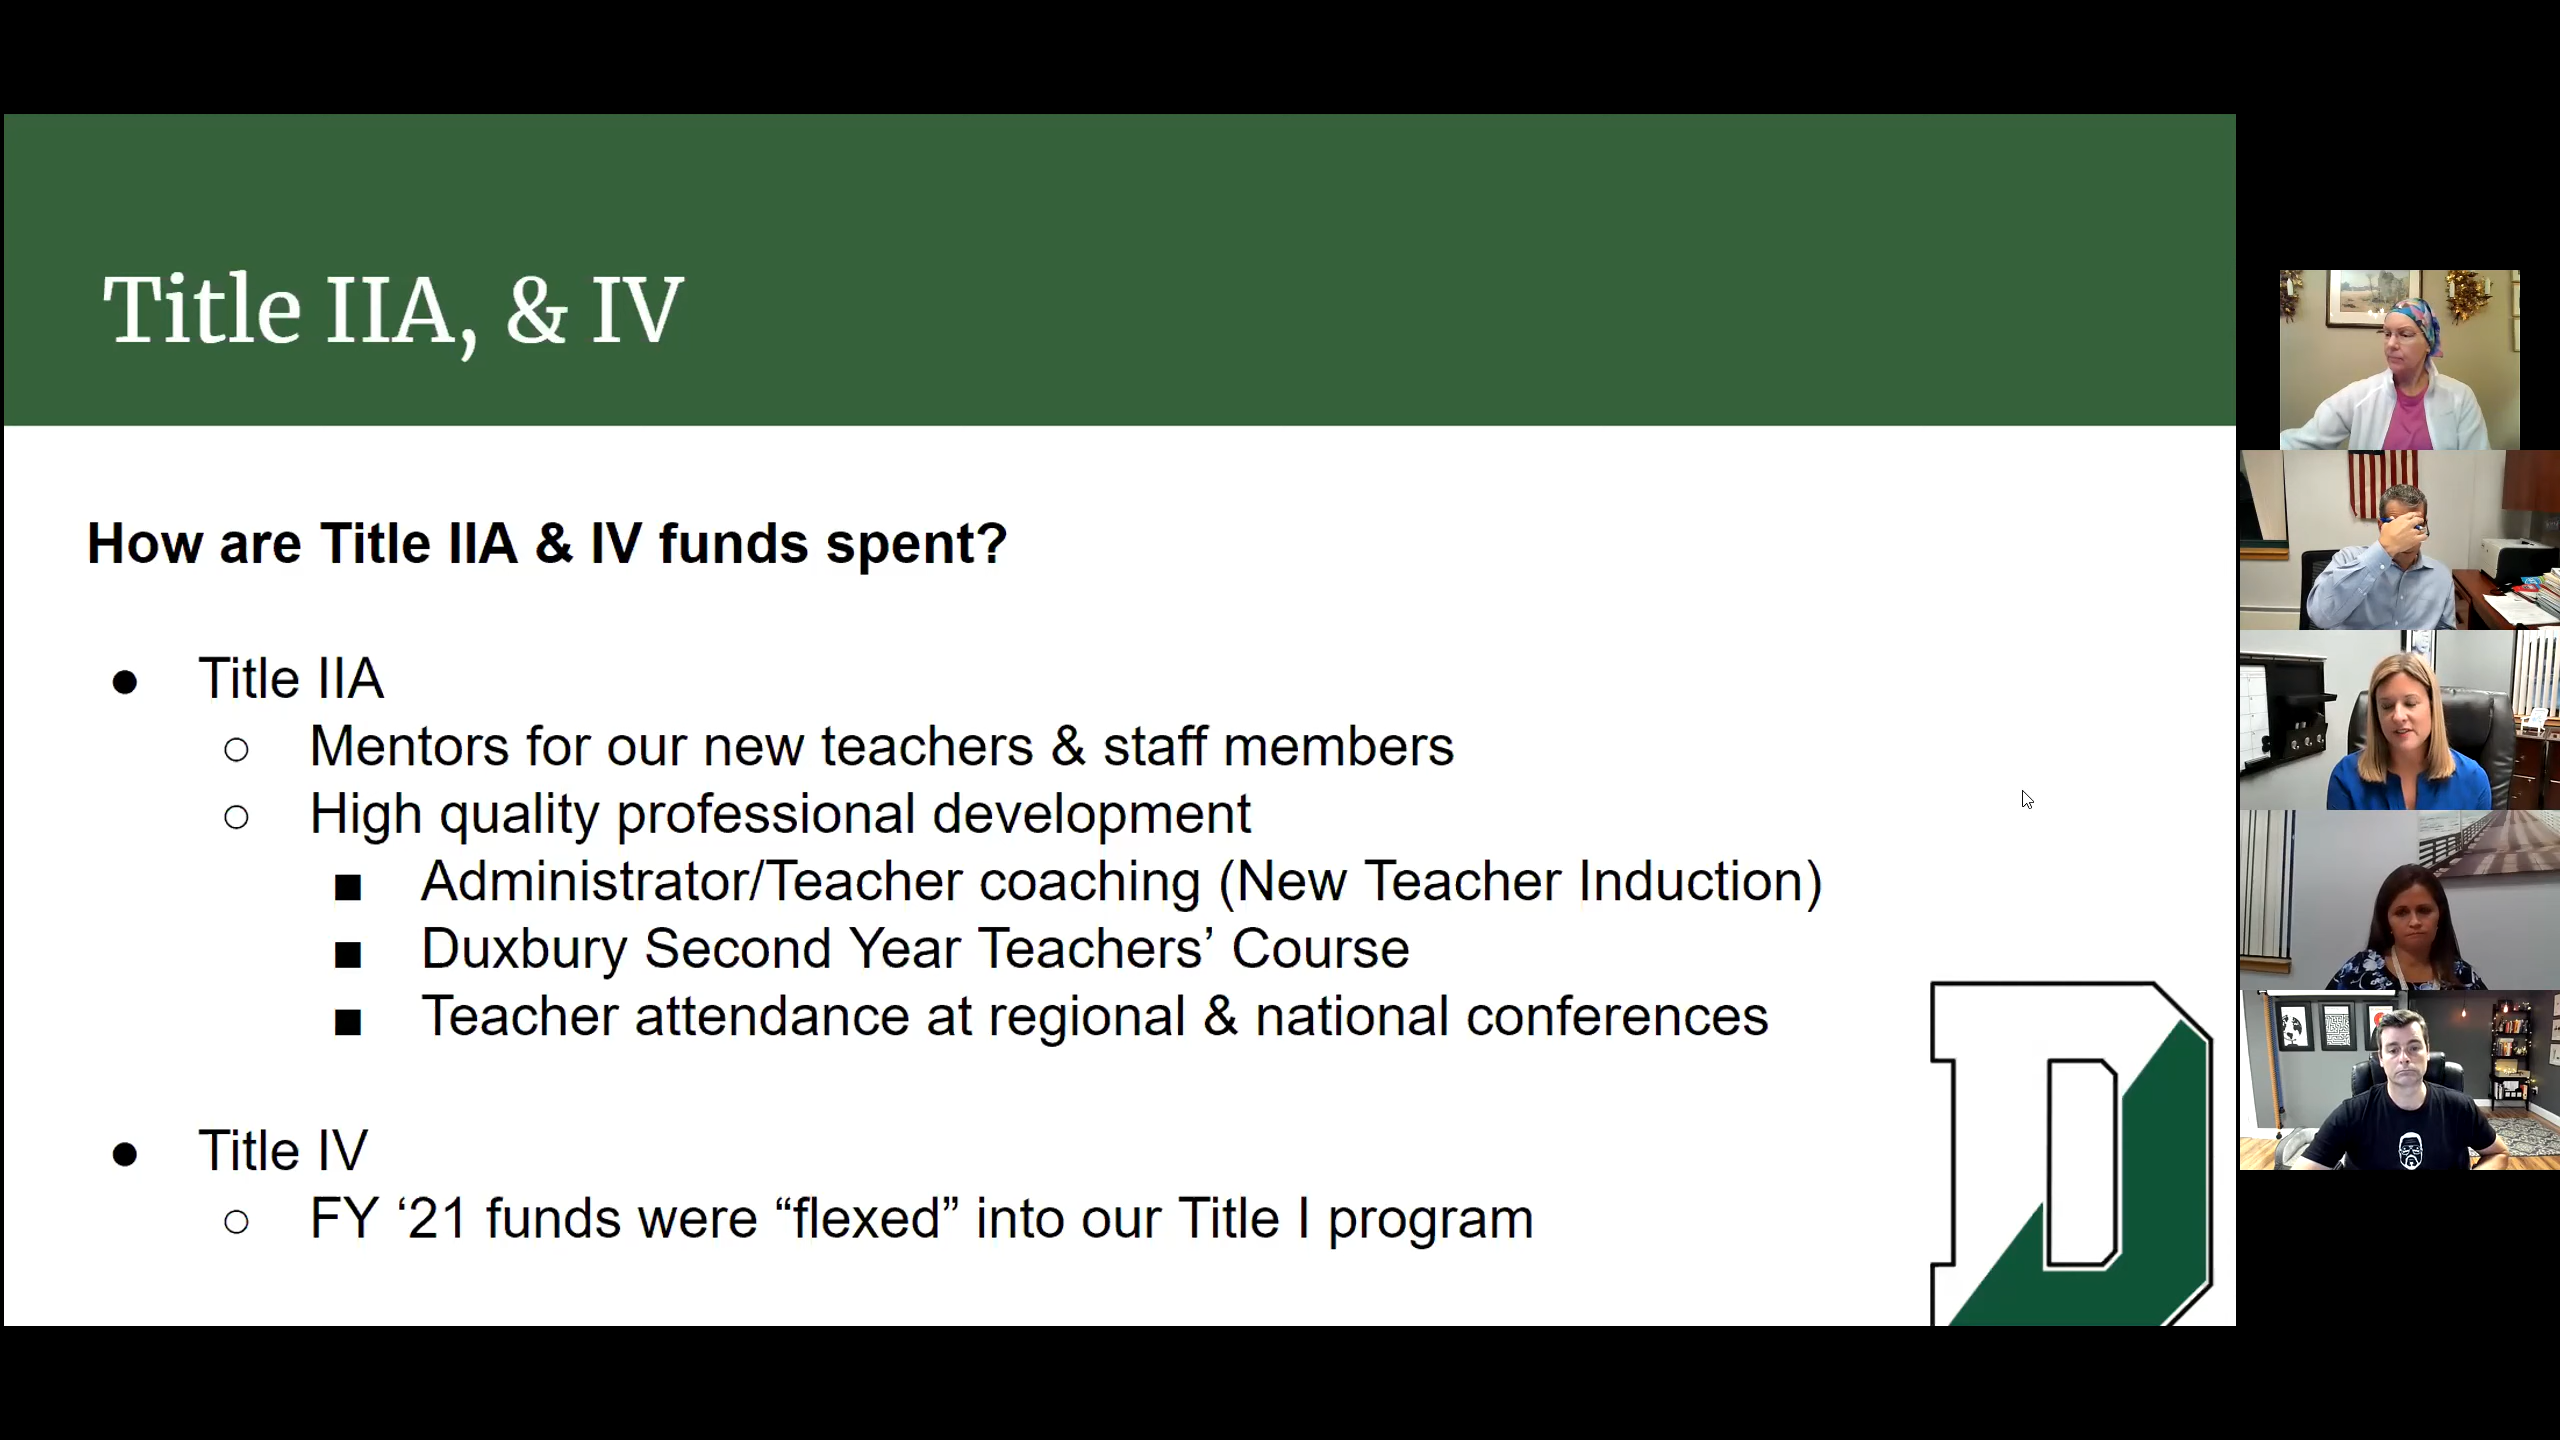 Title IIA, & IV
How are Title IIA & IV funds spent?
● Title IIA
○ Mentors for our new teachers & staff members
○ High quality professional development
■ Administrator/Teacher coaching (New Teacher Induction)
■ Duxbury Second Year Teachers’ Course
■ Teacher attendance at regional & national conferences
● Title IV
○ FY ‘21 funds were “flexed” into our Title I program
D